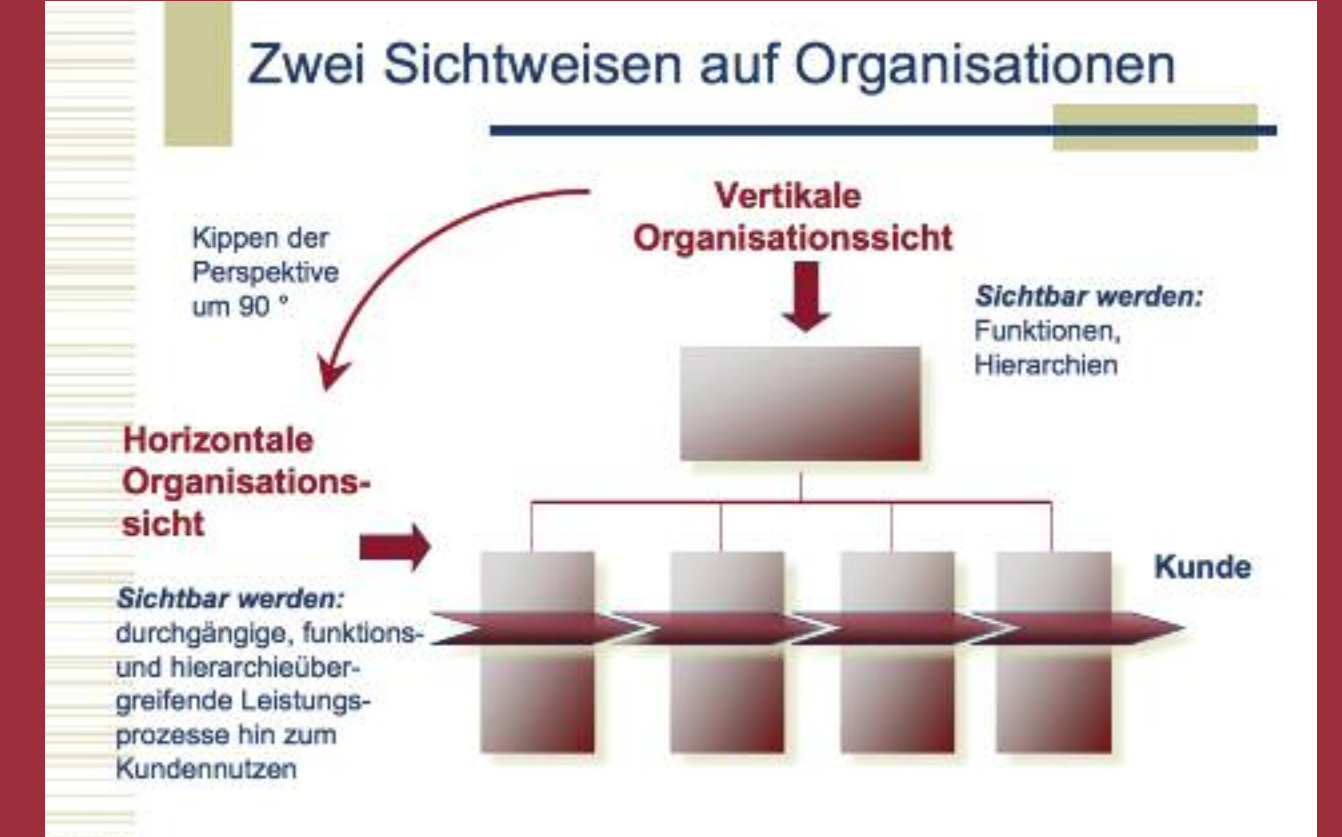 Zwei Sichtweisen auf Organisationen
Vertikale
Organisationssicht
Kippen der
Perspektive
um 90 °
Sichtbar werden:
Funktionen,
Hierarchien
Horizontale
Organisations-
sicht
Kunde
Sichtbar werden:
durchgängige, funktions-
und hierarchieüber-
greifende Leistungs-
prozesse hin zum
Kundennutzen